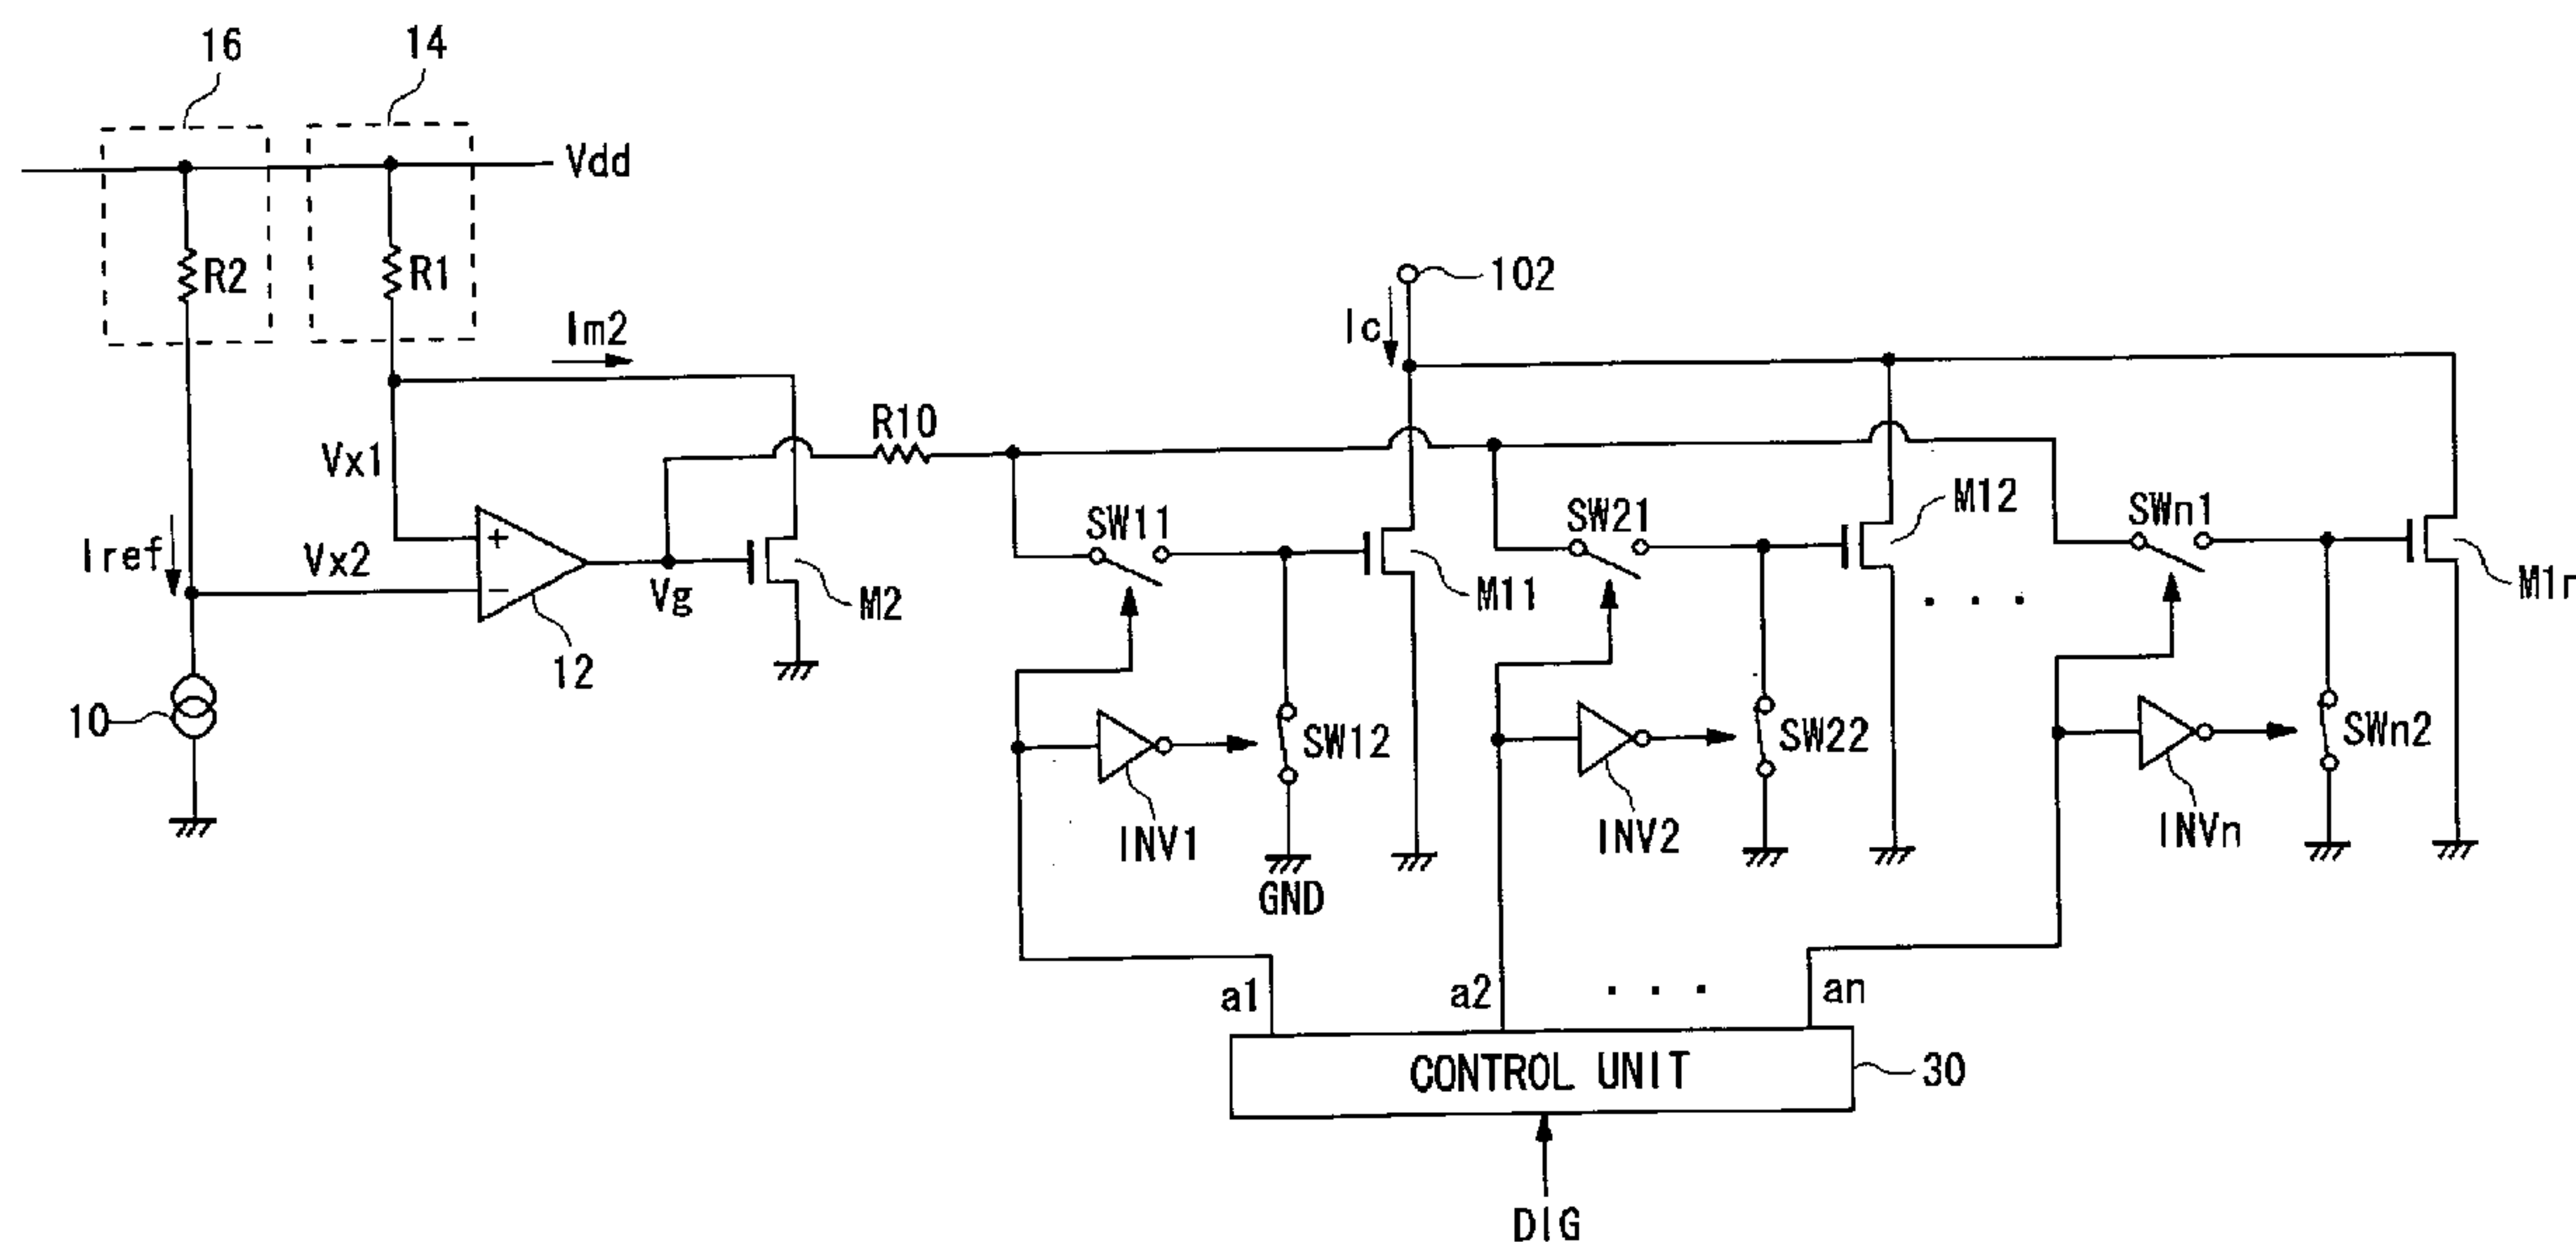 16
14
Vdd
R2
R1
102
Im2
Ic
R10
Vx1
M12
SW11
SW21
SWn1
+
Iref
Vx2
−
Vg
M2
M11
M1n
12
10
SW12
SW22
SWn2
INV1
INV2
INVn
GND
a1
a2
. . .
an
CONTROL UNIT
30
DIG